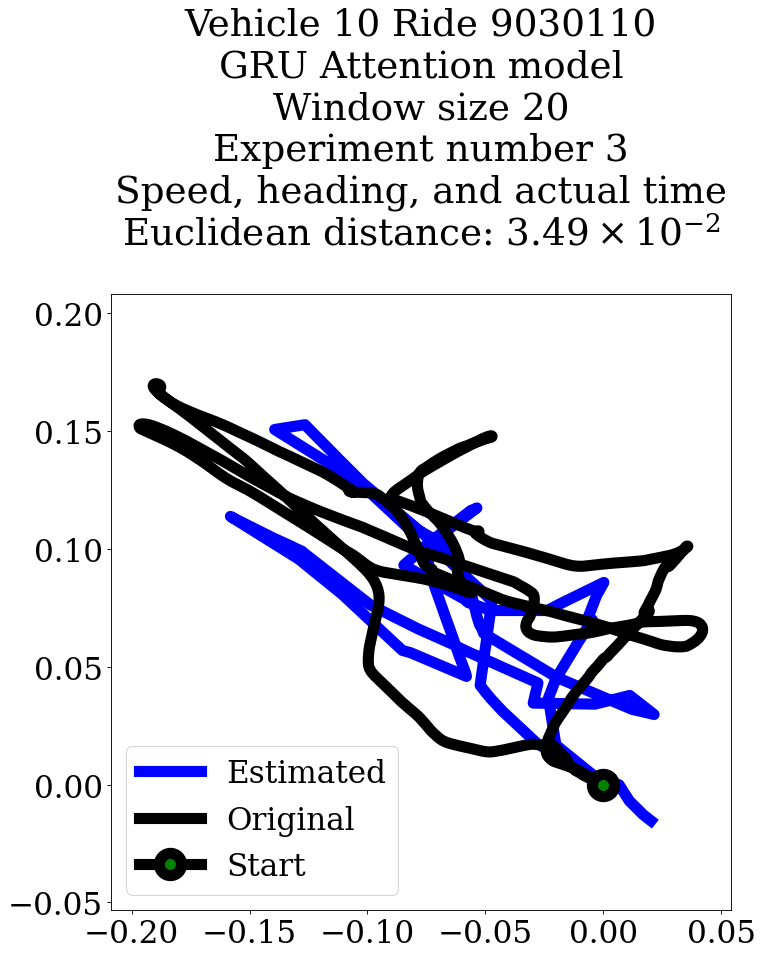 Vehicle 10 Ride 9030110
GRU Attention model
Window size 20
Experiment number 3
Speed, heading, and actual time
Euclidean distance: 3.49 × 10⁻²
0.20
0.15
0.10
0.05
0.00
−0.05
Estimated
Original
Start
−0.20 −0.15 −0.10 −0.05 0.00 0.05